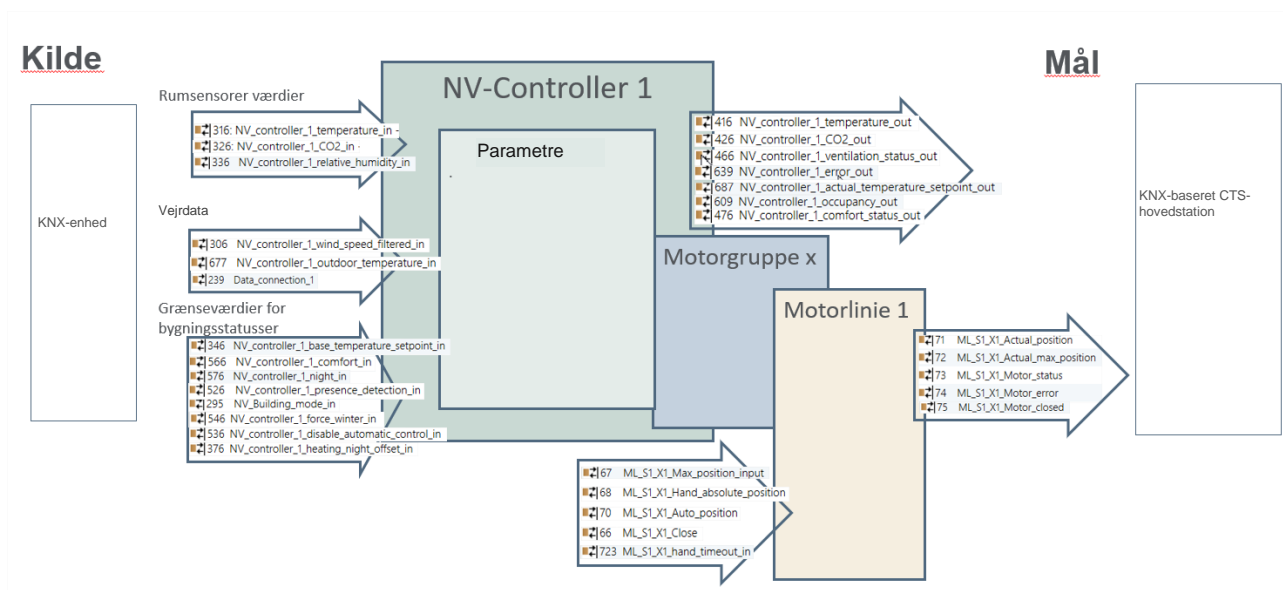 Kilde
Mål
KNX-enhed
Rumsensorer værdier
316: NV_controller_1_temperature_in -
326: NV_controller_1_CO2_in -
336 NV_controller_1_relative_humidity_in
Vejrdata
306 NV_controller_1_wind_speed_filtered_in
677 NV_controller_1_outdoor_temperature_in
239 Data_connection_1
Grænseværdier for
bygningsstatusser
346 NV_controller_1_base_temperature_setpoint_in
566 NV_controller_1_comfort_in
576 NV_controller_1_night_in
526 NV_controller_1_presence_detection_in
295 NV_Building_mode_in
546 NV_controller_1_force_winter_in
536 NV_controller_1_disable_automatic_control_in
376 NV_controller_1_heating_night_offset_in
NV-Controller 1
Parametre
.
Motorgruppe x
Motorlinie 1
416 NV_controller_1_temperature_out
426 NV_controller_1_CO2_out
466 NV_controller_1_ventilation_status_out
639 NV_controller_1_error_out
687 NV_controller_1_actual_temperature_setpoint_out
609 NV_controller_1_occupancy_out
476 NV_controller_1_comfort_status_out
67 ML_S1_X1_Max_position_input
68 ML_S1_X1_Hand_absolute_position
70 ML_S1_X1_Auto_position
66 ML_S1_X1_Close
723 ML_S1_X1_hand_timeout_in
71 ML_S1_X1_Actual_position
72 ML_S1_X1_Actual_max_position
73 ML_S1_X1_Motor_status
74 ML_S1_X1_Motor_error
75 ML_S1_X1_Motor_closed
KNX-baseret CTS-
hovedstation